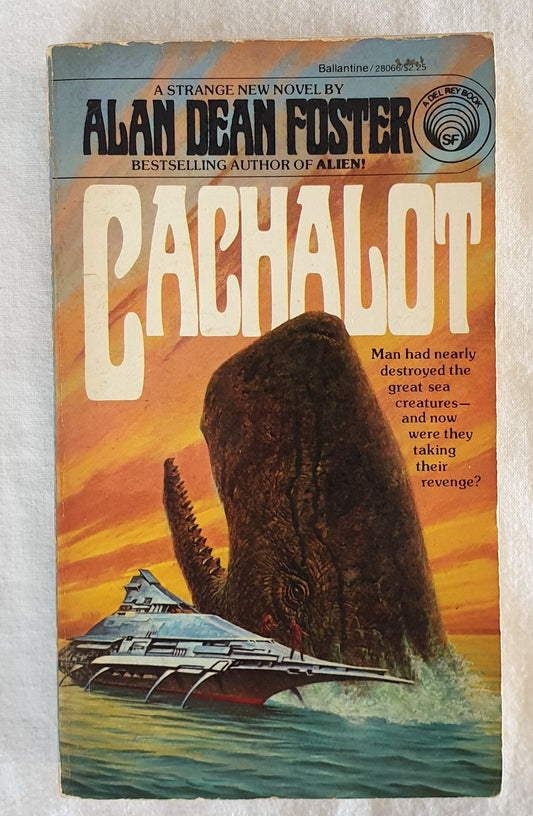 Ballantine/28066/$2.25
A STRANGE NEW NOVEL BY
ALAN DEAN FOSTER
A DEL REY BOOK
SF
BESTSELLING AUTHOR OF ALIEN!
CACHALOT
Man had nearly
destroyed the
great sea
creatures—
and now
were they
taking
their
revenge?